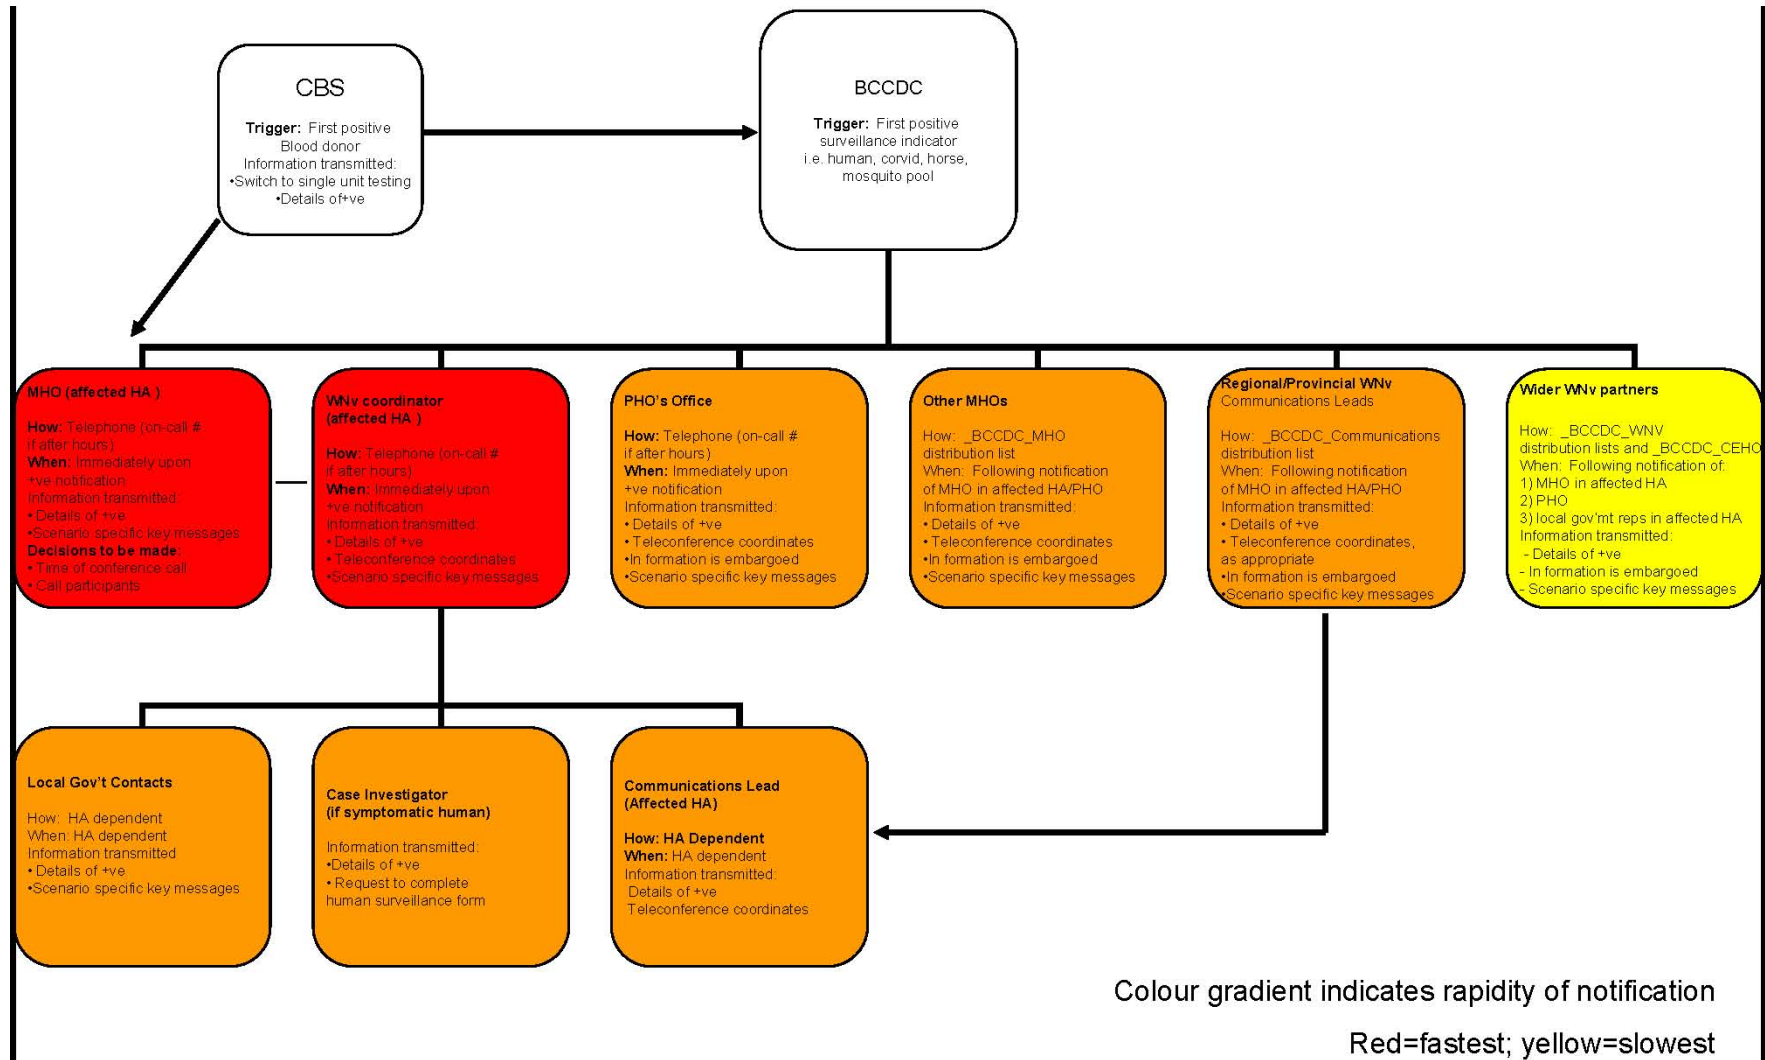 CBS
Trigger: First positive
Blood donor
Information transmitted:
•Switch to single unit testing
•Details of+ve
BCCDC
Trigger: First positive
surveillance indicator
i.e. human, corvid, horse,
mosquito pool
MHO (affected HA )
How: Telephone (on-call #
if after hours)
When: Immediately upon
+ve notification
Information transmitted:
• Details of +ve
•Scenario specific key messages
Decisions to be made:
• Time of conference call
• Call participants
WNv coordinator
(affected HA )
How: Telephone (on-call #
if after hours)
When: Immediately upon
+ve notification
Information transmitted:
• Details of +ve
• Teleconference coordinates
•Scenario specific key messages
PHO's Office
How: Telephone (on-call #
if after hours)
When: Immediately upon
+ve notification
Information transmitted:
• Details of +ve
• Teleconference coordinates
•In formation is embargoed
•Scenario specific key messages
Other MHOs
How: _BCCDC_MHO
distribution list
When: Following notification
of MHO in affected HA/PHO
Information transmitted:
• Details of +ve
• Teleconference coordinates
•In formation is embargoed
•Scenario specific key messages
Regional/Provincial WNv
Communications Leads
How: _BCCDC_Communications
distribution list
When: Following notification
of MHO in affected HA/PHO
Information transmitted:
• Details of +ve
• Teleconference coordinates,
as appropriate
•In formation is embargoed
•Scenario specific key messages
Wider WNv partners
How: _BCCDC_WNV
distribution lists and _BCCDC_CEHO
When: Following notification of:
1) MHO in affected HA
2) PHO
3) local gov'mt reps in affected HA
Information transmitted:
- Details of +ve
- In formation is embargoed
- Scenario specific key messages
Local Gov't Contacts
How: HA dependent
When: HA dependent
Information transmitted
• Details of +ve
•Scenario specific key messages
Case Investigator
(if symptomatic human)
Information transmitted:
•Details of +ve
• Request to complete
human surveillance form
Communications Lead
(Affected HA)
How: HA Dependent
When: HA dependent
Information transmitted:
Details of +ve
Teleconference coordinates
Colour gradient indicates rapidity of notification
Red=fastest; yellow=slowest